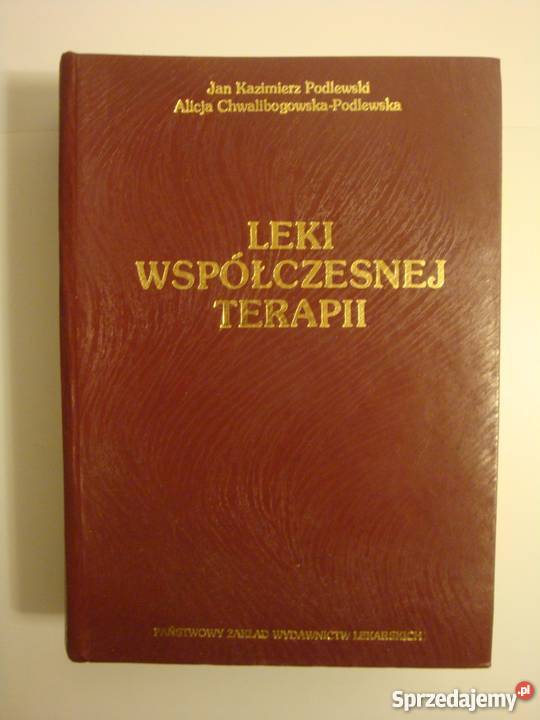 Jan Kazimierz Podlewski
Alicja Chwalibogowska-Podlewska
LEKI
WSPÓŁCZESNEJ
TERAPII
PAŃSTWOWY ZAKŁAD WYDAWNICTW LEKARSKICH
Sprzedajemy.pl